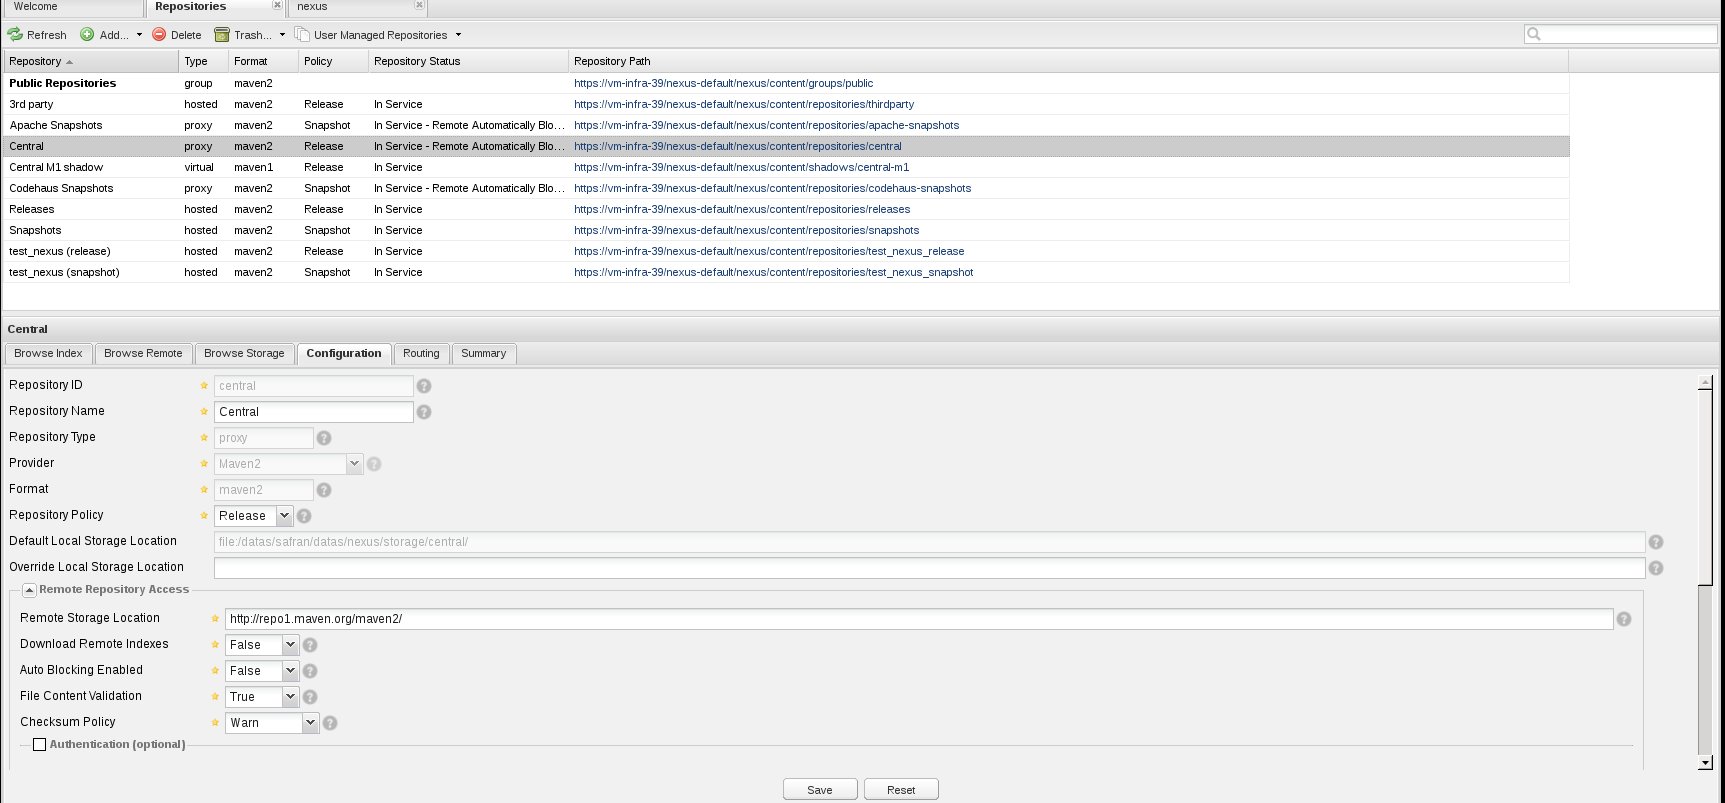 Welcome Repositories nexus
Refresh Add... Delete Trash... User Managed Repositories
Repository Type Format Policy Repository Status Repository Path
Public Repositories group maven2 https://vm-infra-39/nexus-default/nexus/content/groups/public
3rd party hosted maven2 Release In Service https://vm-infra-39/nexus-default/nexus/content/repositories/thirdparty
Apache Snapshots proxy maven2 Snapshot In Service - Remote Automatically Blo... https://vm-infra-39/nexus-default/nexus/content/repositories/apache-snapshots
Central proxy maven2 Release In Service - Remote Automatically Blo... https://vm-infra-39/nexus-default/nexus/content/repositories/central
Central M1 shadow virtual maven1 Release In Service https://vm-infra-39/nexus-default/nexus/content/shadows/central-m1
Codehaus Snapshots proxy maven2 Snapshot In Service - Remote Automatically Blo... https://vm-infra-39/nexus-default/nexus/content/repositories/codehaus-snapshots
Releases hosted maven2 Release In Service https://vm-infra-39/nexus-default/nexus/content/repositories/releases
Snapshots hosted maven2 Snapshot In Service https://vm-infra-39/nexus-default/nexus/content/repositories/snapshots
test_nexus (release) hosted maven2 Release In Service https://vm-infra-39/nexus-default/nexus/content/repositories/test_nexus_release
test_nexus (snapshot) hosted maven2 Snapshot In Service https://vm-infra-39/nexus-default/nexus/content/repositories/test_nexus_snapshot
Central
Browse Index Browse Remote Browse Storage Configuration Routing Summary
Repository ID central
Repository Name Central
Repository Type proxy
Provider Maven2
Format maven2
Repository Policy Release
Default Local Storage Location file:/datas/safran/datas/nexus/storage/central/
Override Local Storage Location
Remote Repository Access
Remote Storage Location http://repo1.maven.org/maven2/
Download Remote Indexes False
Auto Blocking Enabled False
File Content Validation True
Checksum Policy Warn
Authentication (optional)
Save Reset